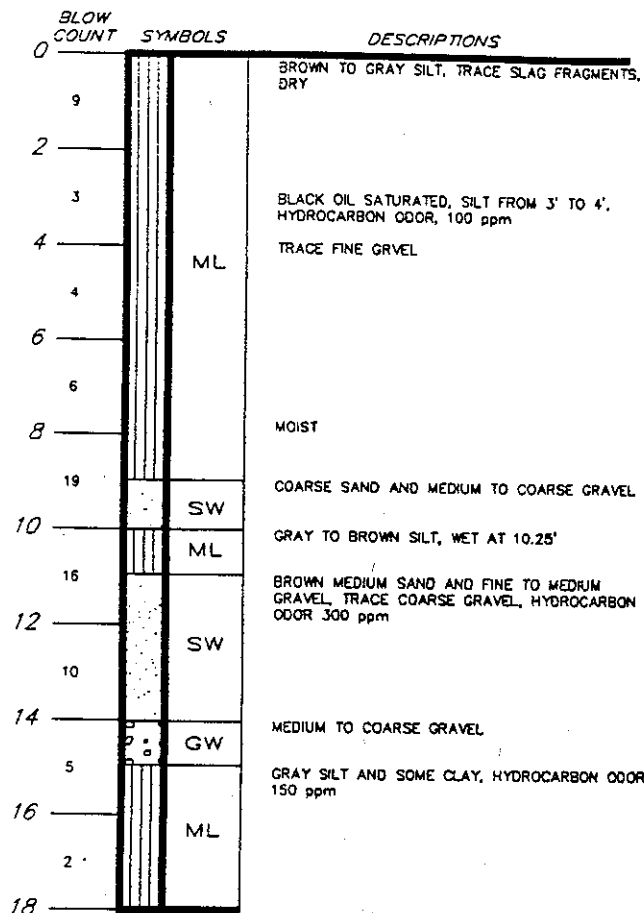 BLOW
COUNT SYMBOLS DESCRIPTIONS
0
BROWN TO GRAY SILT, TRACE SLAG FRAGMENTS,
DRY
9
2
3
BLACK OIL SATURATED, SILT FROM 3' TO 4',
HYDROCARBON ODOR, 100 ppm
4
TRACE FINE GRVEL
ML
4
6
6
8
MOIST
19
COARSE SAND AND MEDIUM TO COARSE GRAVEL
SW
10
GRAY TO BROWN SILT, WET AT 10.25'
ML
16
BROWN MEDIUM SAND AND FINE TO MEDIUM
GRAVEL, TRACE COARSE GRAVEL, HYDROCARBON
ODOR 300 ppm
12
SW
10
14
MEDIUM TO COARSE GRAVEL
GW
5
GRAY SILT AND SOME CLAY, HYDROCARBON ODOR
150 ppm
16
ML
2
18